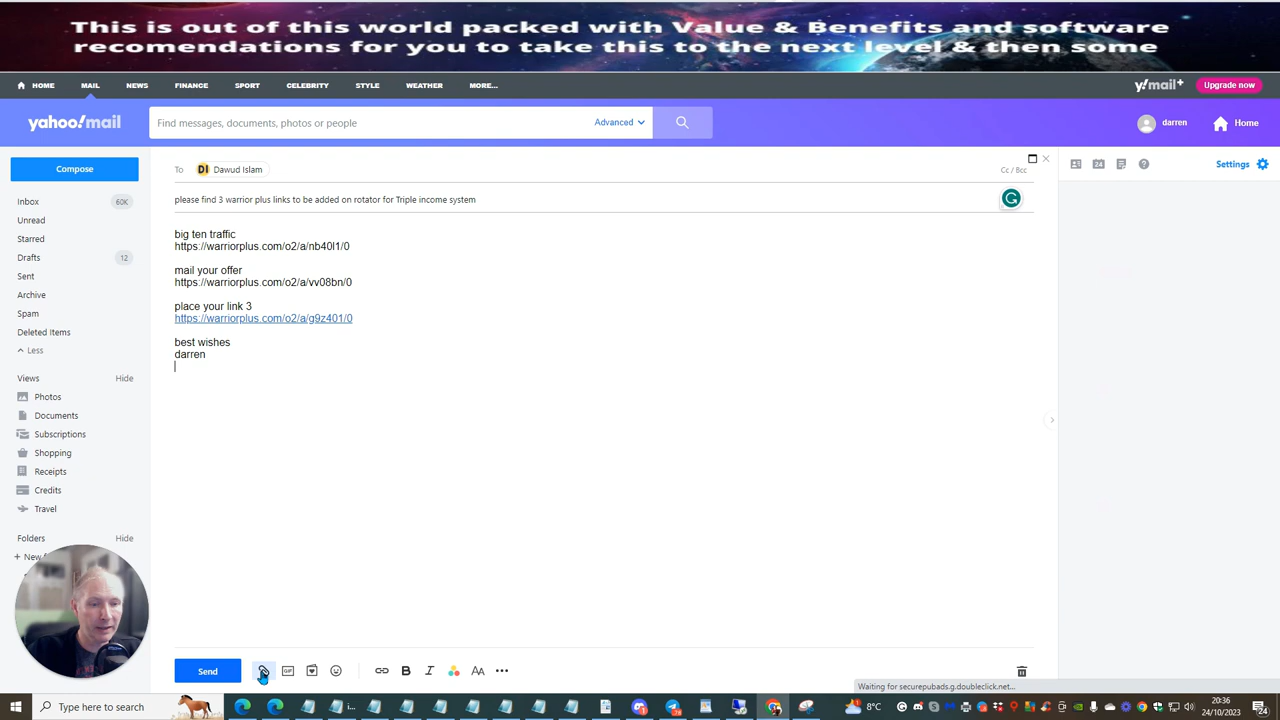 This is out of this world packed with Value & Benefits and software
recomendations for you to take this to the next level & then some
HOME MAIL NEWS FINANCE SPORT CELEBRITY STYLE WEATHER MORE...
y!mail+ Upgrade now
yahoo!mail
Find messages, documents, photos or people
Advanced
darren
Home
Compose
To DI Dawud Islam
Cc / Bcc
Settings
please find 3 warrior plus links to be added on rotator for Triple income system
Inbox 60K
Unread
Starred
Drafts 12
Sent
Archive
Spam
Deleted Items
Less
Views Hide
Photos
Documents
Subscriptions
Shopping
Receipts
Credits
Travel
Folders Hide
+ New
big ten traffic
https://warriorplus.com/o2/a/nb40l1/0
mail your offer
https://warriorplus.com/o2/a/vv08bn/0
place your link 3
https://warriorplus.com/o2/a/g9z401/0
best wishes
darren
Send
GIF
Waiting for securepubads.g.doubleclick.net...
Type here to search
8°C
20:36
24/10/2023